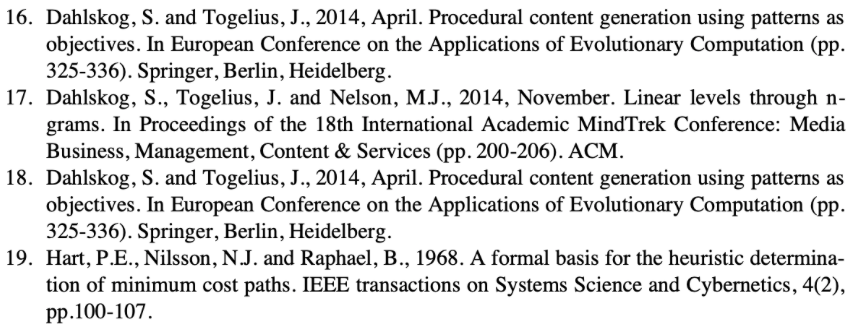 16. Dahlskog, S. and Togelius, J., 2014, April. Procedural content generation using patterns as
objectives. In European Conference on the Applications of Evolutionary Computation (pp.
325-336). Springer, Berlin, Heidelberg.
17. Dahlskog, S., Togelius, J. and Nelson, M.J., 2014, November. Linear levels through n-
grams. In Proceedings of the 18th International Academic MindTrek Conference: Media
Business, Management, Content & Services (pp. 200-206). ACM.
18. Dahlskog, S. and Togelius, J., 2014, April. Procedural content generation using patterns as
objectives. In European Conference on the Applications of Evolutionary Computation (pp.
325-336). Springer, Berlin, Heidelberg.
19. Hart, P.E., Nilsson, N.J. and Raphael, B., 1968. A formal basis for the heuristic determina-
tion of minimum cost paths. IEEE transactions on Systems Science and Cybernetics, 4(2),
pp.100-107.